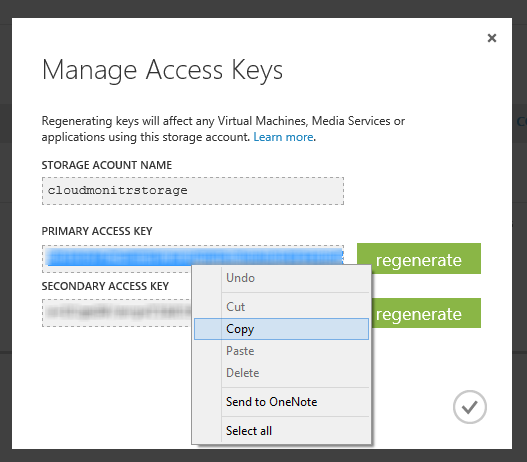 Manage Access Keys
Regenerating keys will affect any Virtual Machines, Media Services or
applications using this storage account. Learn more.
STORAGE ACOUNT NAME
cloudmonitrstorage
PRIMARY ACCESS KEY
regenerate
SECONDARY ACCESS KEY
regenerate
Undo
Cut
Copy
Paste
Delete
Send to OneNote
Select all